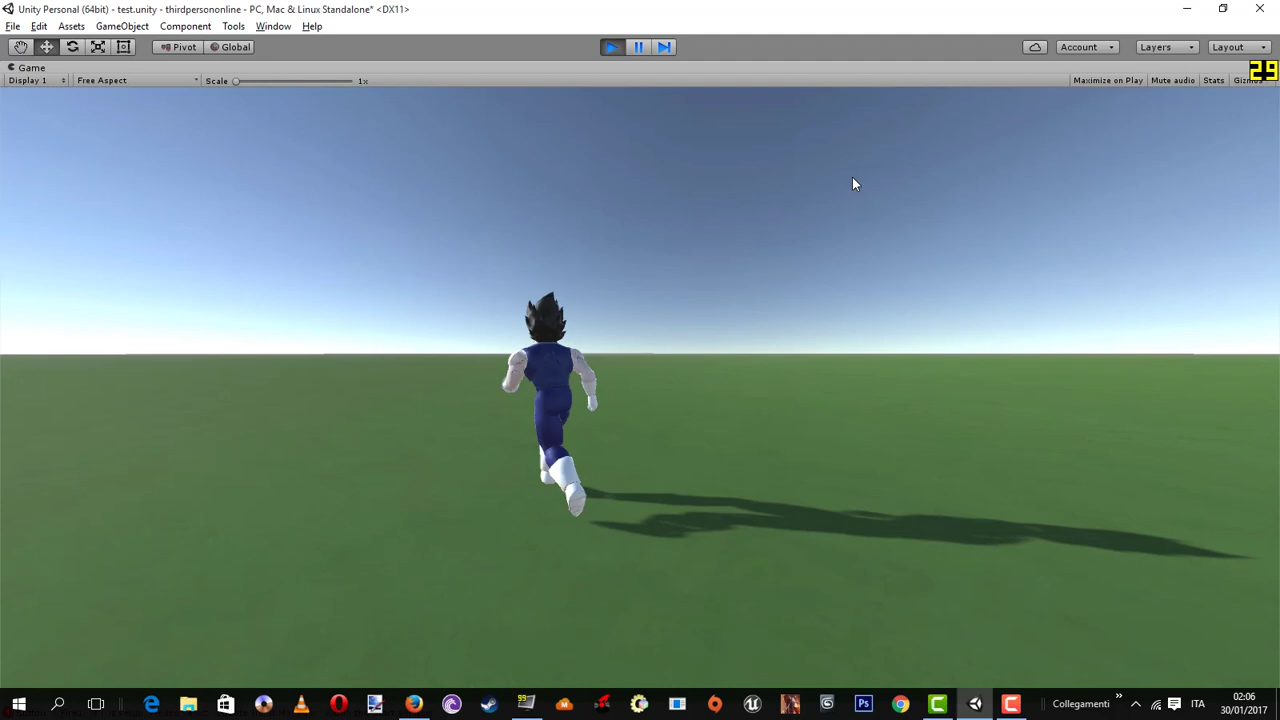 Unity Personal (64bit) - test.unity - thirdpersononline - PC, Mac & Linux Standalone* <DX11>
File Edit Assets GameObject Component Tools Window Help
Pivot Global Account Layers Layout
Game
Display 1 Free Aspect Scale 1x Maximize on Play Mute audio Stats 29
99 Ps Collegamenti » ITA
02:06
30/01/2017